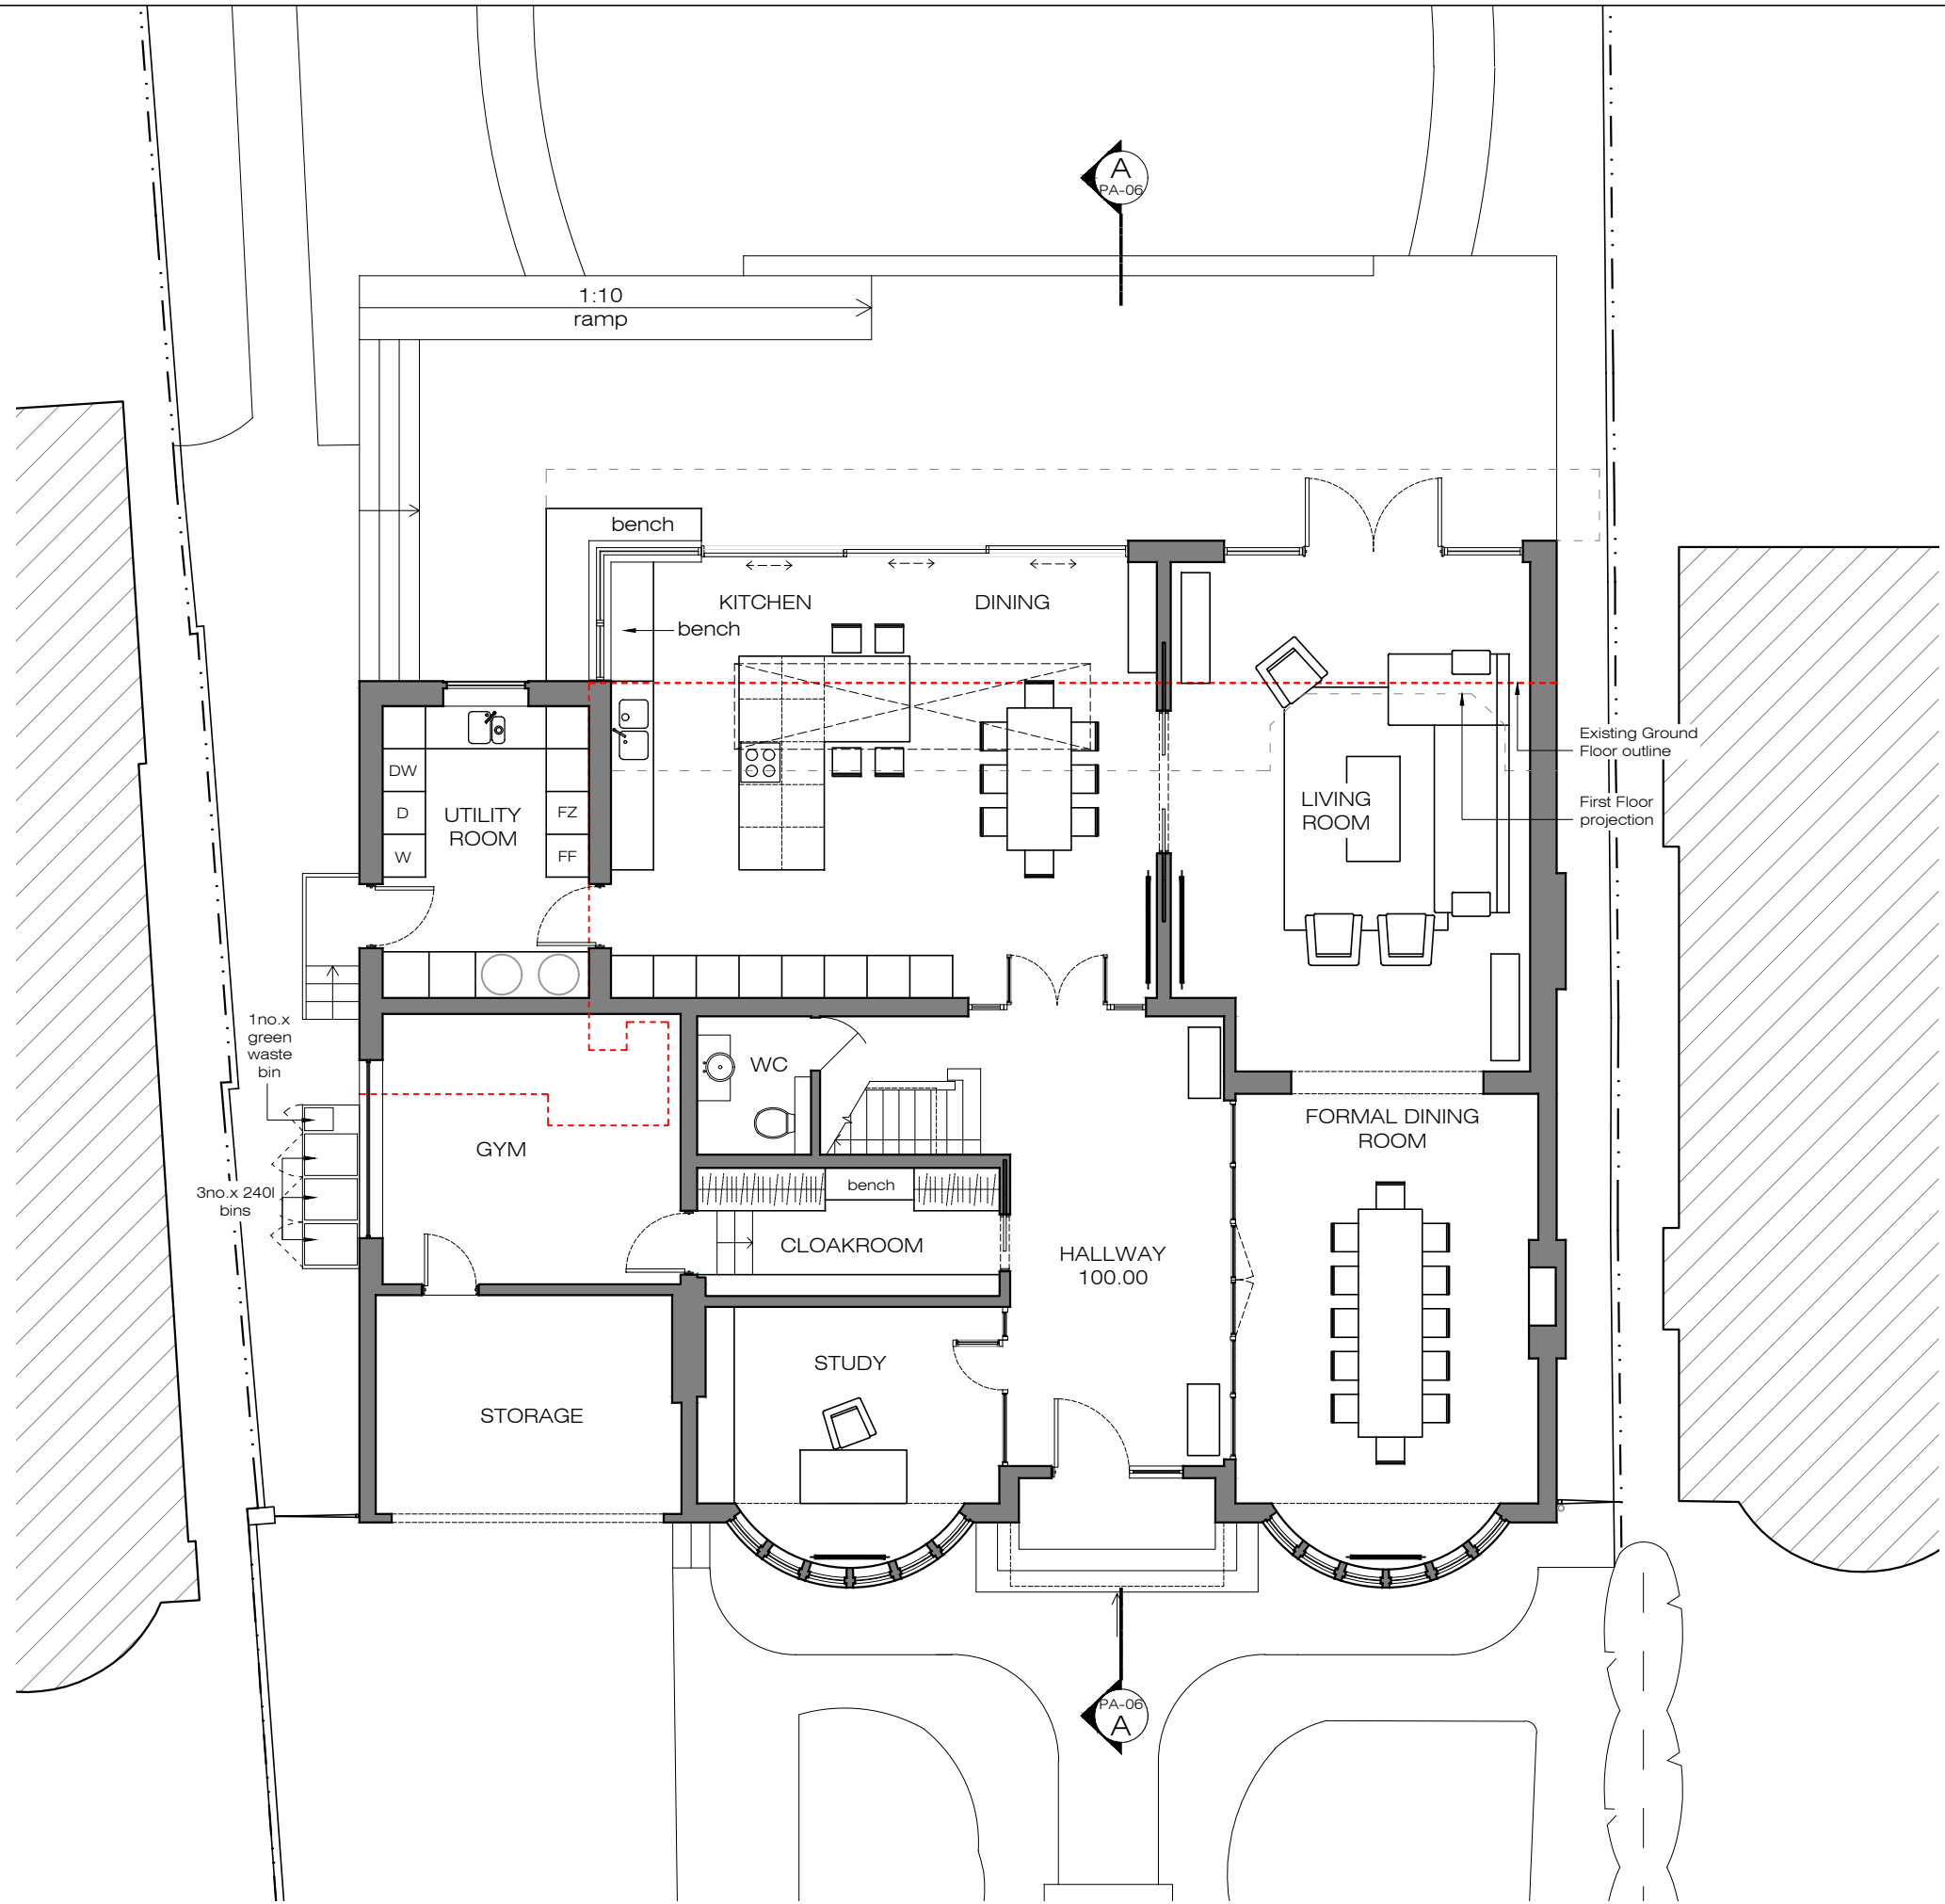 A
PA-06
1:10
ramp
bench
KITCHEN
DINING
bench
Existing Ground
Floor outline
First Floor
projection
DW
D
W
UTILITY
ROOM
FZ
FF
LIVING
ROOM
1no.x
green
waste
bin
WC
GYM
FORMAL DINING
ROOM
3no.x 240l
bins
bench
CLOAKROOM
HALLWAY
100.00
STUDY
STORAGE
PA-06
A